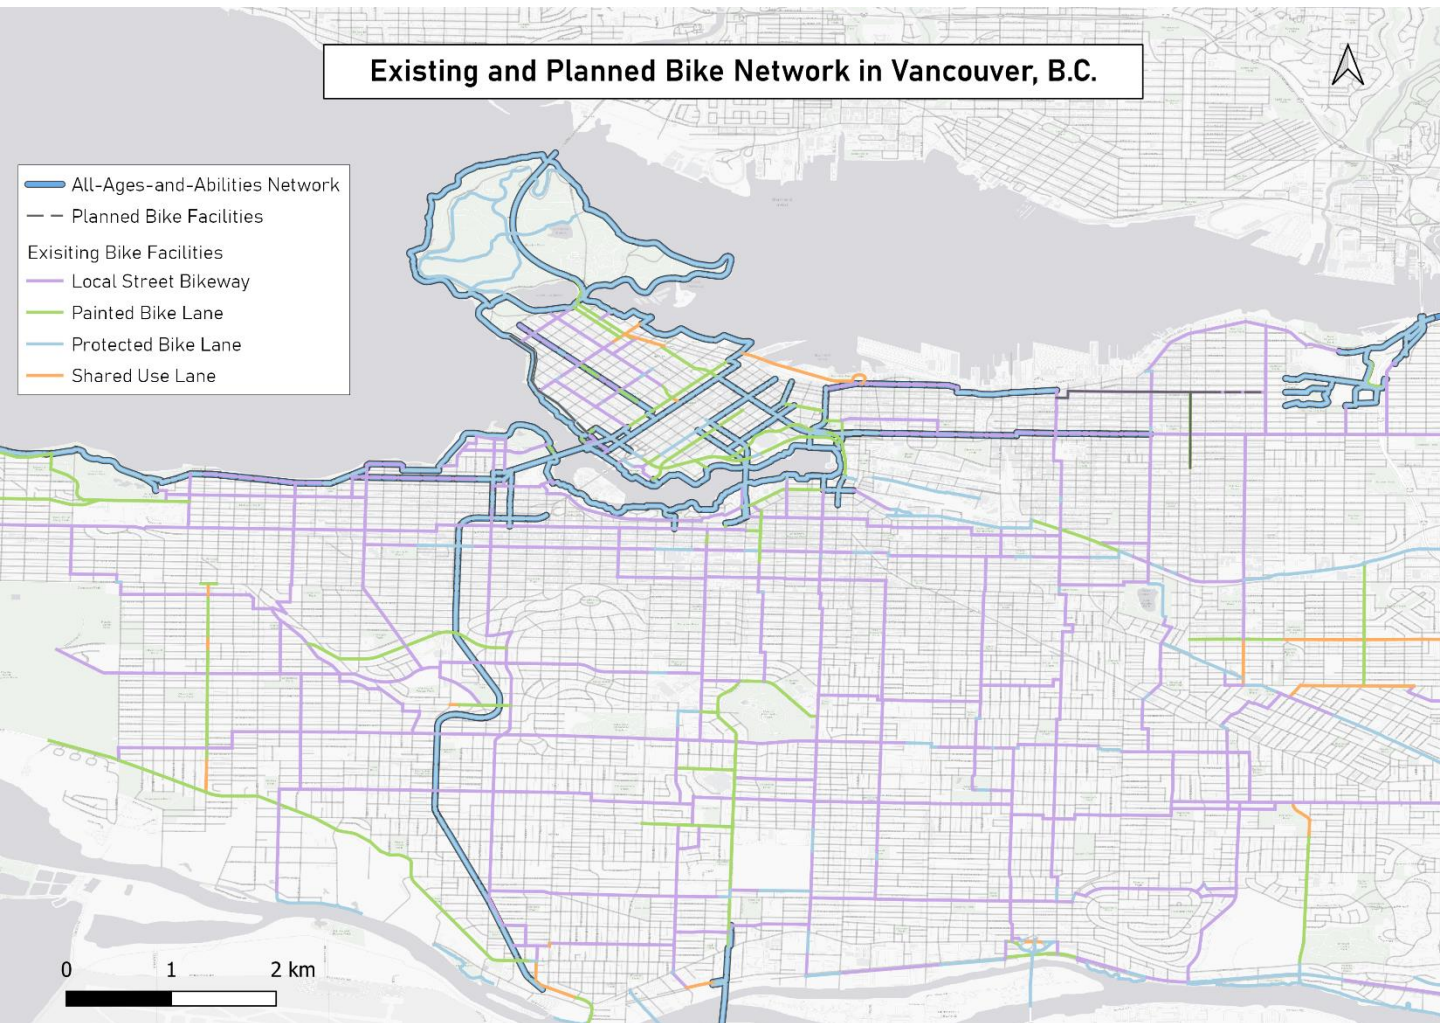 Existing and Planned Bike Network in Vancouver, B.C.
All-Ages-and-Abilities Network
Planned Bike Facilities
Exisiting Bike Facilities
Local Street Bikeway
Painted Bike Lane
Protected Bike Lane
Shared Use Lane
0 1 2 km